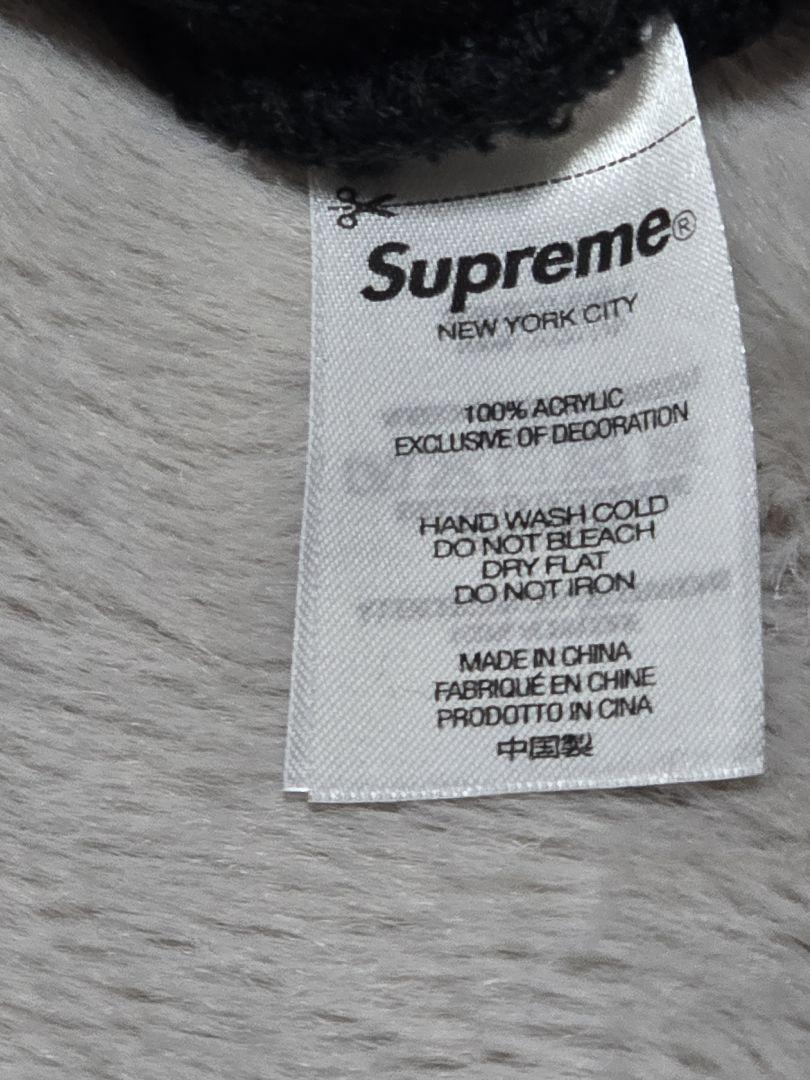 Supreme®
NEW YORK CITY
100% ACRYLIC
EXCLUSIVE OF DECORATION
HAND WASH COLD
DO NOT BLEACH
DRY FLAT
DO NOT IRON
MADE IN CHINA
FABRIQUÉ EN CHINE
PRODOTTO IN CINA
中国製